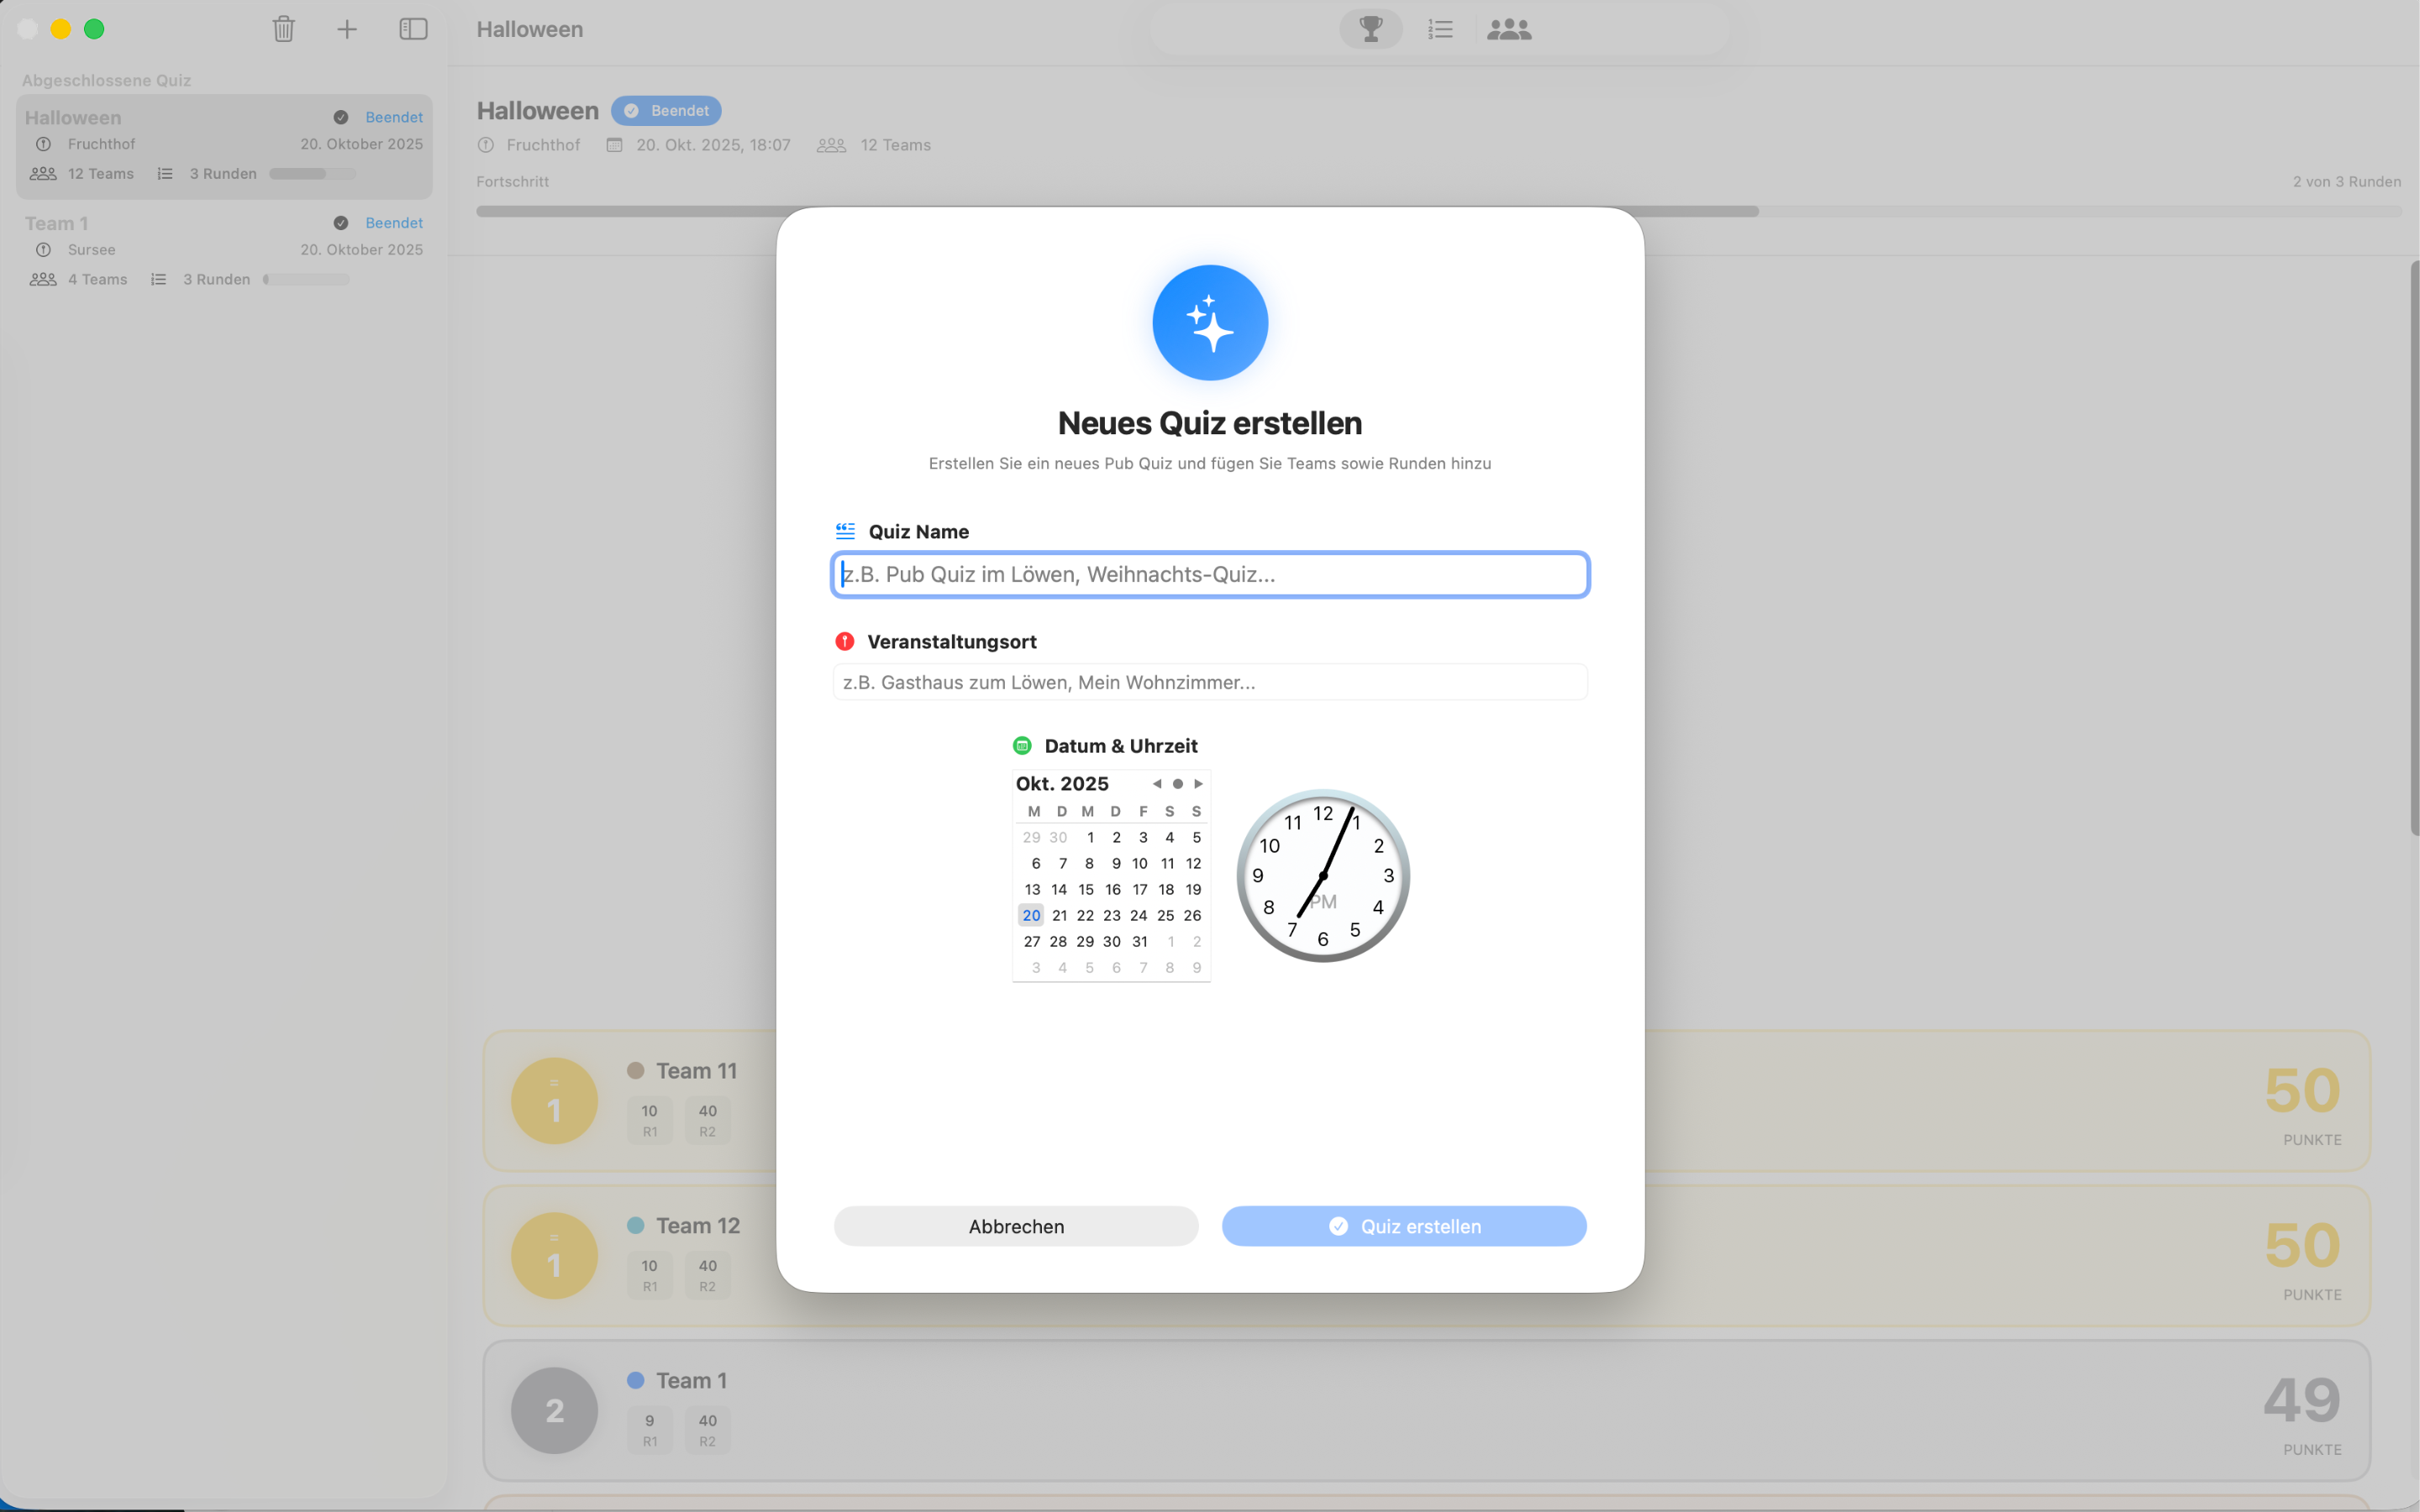 Halloween
Abgeschlossene Quiz
Halloween Beendet
Fruchthof 20. Oktober 2025
12 Teams 3 Runden
Team 1 Beendet
Sursee 20. Oktober 2025
4 Teams 3 Runden
Halloween Beendet
Fruchthof 20. Okt. 2025, 18:07 12 Teams
Fortschritt 2 von 3 Runden
Neues Quiz erstellen
Erstellen Sie ein neues Pub Quiz und fügen Sie Teams sowie Runden hinzu
Quiz Name
z.B. Pub Quiz im Löwen, Weihnachts-Quiz...
Veranstaltungsort
z.B. Gasthaus zum Löwen, Mein Wohnzimmer...
Datum & Uhrzeit
Okt. 2025
M D M D F S S
29 30 1 2 3 4 5
6 7 8 9 10 11 12
13 14 15 16 17 18 19
20 21 22 23 24 25 26
27 28 29 30 31 1 2
3 4 5 6 7 8 9
12 1 2 3 4 5 6 7 8 9 10 11
PM
Abbrechen Quiz erstellen
= 1 Team 11
10 R1 40 R2
50 PUNKTE
= 1 Team 12
10 R1 40 R2
50 PUNKTE
2 Team 1
9 R1 40 R2
49 PUNKTE